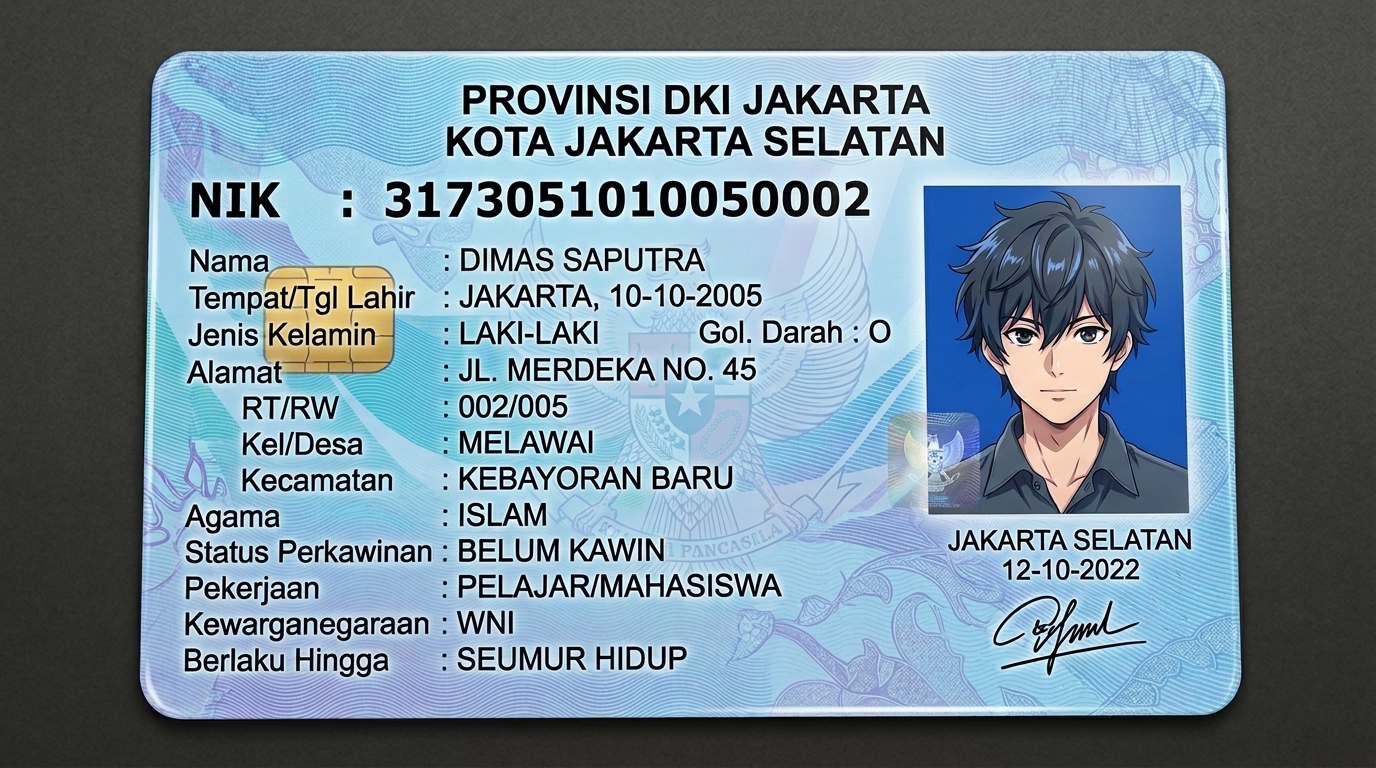 PROVINSI DKI JAKARTA
KOTA JAKARTA SELATAN
NIK : 3173051010050002
Nama : DIMAS SAPUTRA
Tempat/Tgl Lahir : JAKARTA, 10-10-2005
Jenis Kelamin : LAKI-LAKI Gol. Darah : O
Alamat : JL. MERDEKA NO. 45
RT/RW : 002/005
Kel/Desa : MELAWAI
Kecamatan : KEBAYORAN BARU
Agama : ISLAM
Status Perkawinan : BELUM KAWIN
Pekerjaan : PELAJAR/MAHASISWA
Kewarganegaraan : WNI
Berlaku Hingga : SEUMUR HIDUP
JAKARTA SELATAN
12-10-2022
PANCASILA